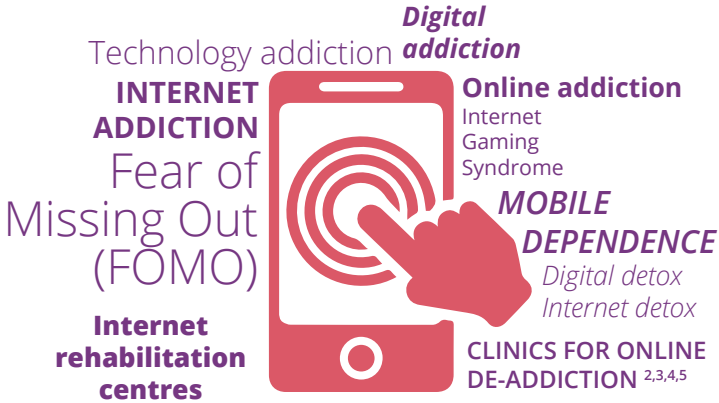 Technology addiction
Digital
addiction
INTERNET
ADDICTION
Fear of
Missing Out
(FOMO)
Internet
rehabilitation
centres
Online addiction
Internet
Gaming
Syndrome
MOBILE
DEPENDENCE
Digital detox
Internet detox
CLINICS FOR ONLINE
DE-ADDICTION 2,3,4,5